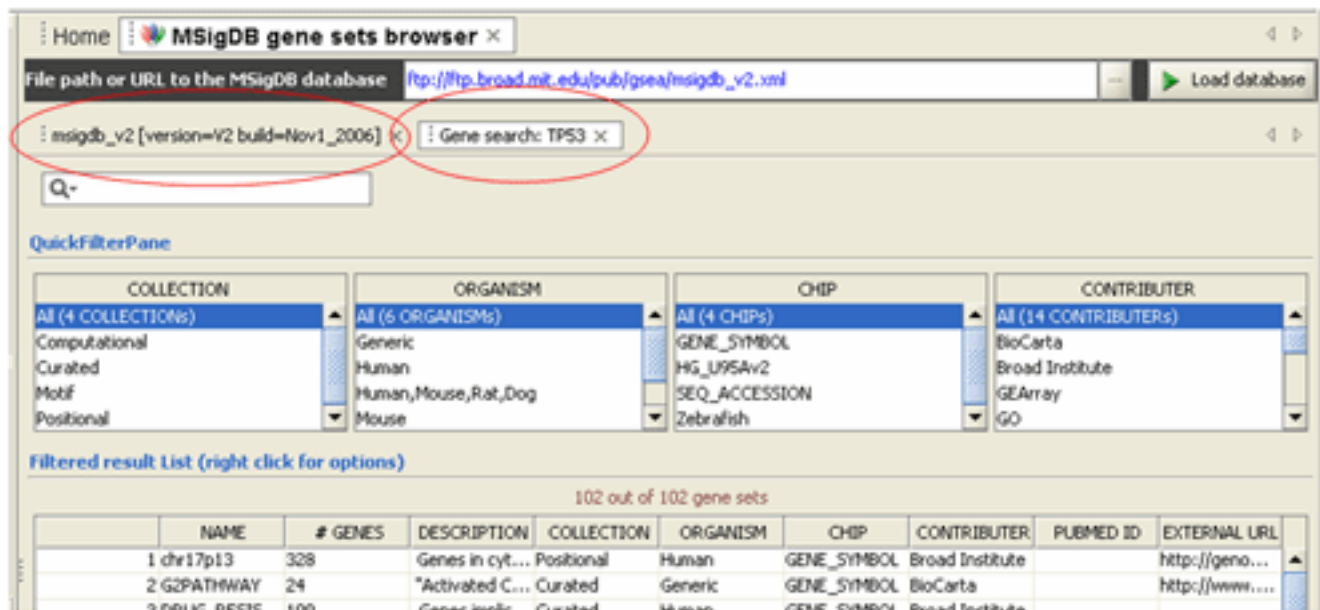 Home MSigDB gene sets browser ×
File path or URL to the MSigDB database ftp://ftp.broad.mit.edu/pub/gsea/msigdb_v2.xml ... Load database
msigdb_v2 [version=V2 build=Nov1_2006] × Gene search: TP53 ×
QuickFilterPane
COLLECTION ORGANISM CHIP CONTRIBUTER
All (4 COLLECTIONs) All (6 ORGANISMs) All (4 CHIPs) All (14 CONTRIBUTERs)
Computational Generic GENE_SYMBOL BioCarta
Curated Human HG_U95Av2 Broad Institute
Motif Human,Mouse,Rat,Dog SEQ_ACCESSION GEArray
Positional Mouse Zebrafish GO
Filtered result List (right click for options)
102 out of 102 gene sets
NAME # GENES DESCRIPTION COLLECTION ORGANISM CHIP CONTRIBUTER PUBMED ID EXTERNAL URL
1 chr17p13 328 Genes in cyt... Positional Human GENE_SYMBOL Broad Institute http://geno...
2 G2PATHWAY 24 "Activated C... Curated Generic GENE_SYMBOL BioCarta http://www....